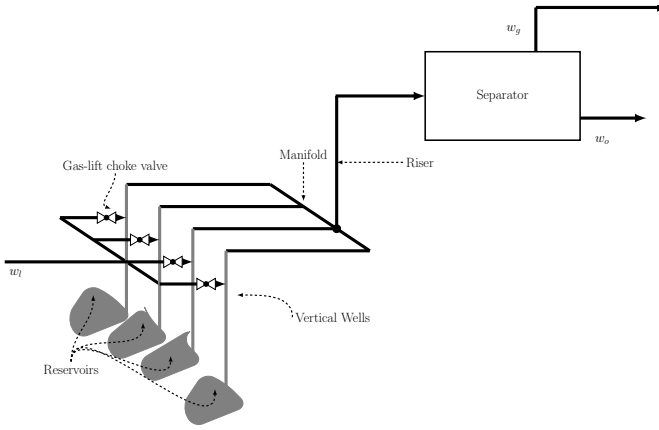 w_g
Separator
w_o
Manifold
Gas-lift choke valve
Riser
w_l
Vertical Wells
Reservoirs